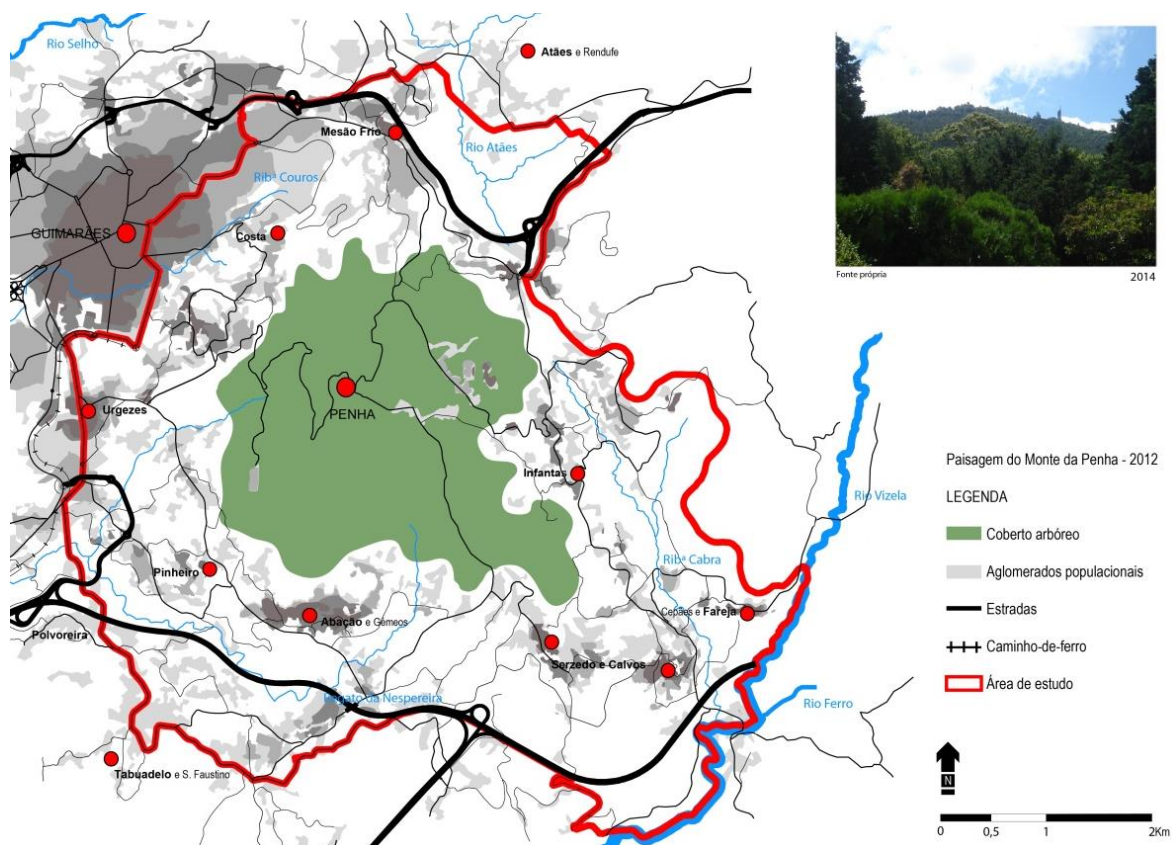 Rio Selho
Atães e Rendufe
Mesão Frio
Rio Atães
Ribª Couros
GUIMARÃES
Costa
Fonte própria
2014
PENHA
Urgezes
Infantas
Rio Vizela
Paisagem do Monte da Penha - 2012
LEGENDA
Coberto arbóreo
Aglomerados populacionais
Estradas
Caminho-de-ferro
Área de estudo
Ribª Cabra
Pinheiro
Cepães e Fareja
Abação e Gémeos
Polvoreira
Serzedo e Calvos
Regato da Nespereira
Rio Ferro
Tabuadelo e S. Faustino
N
0 0,5 1 2Km